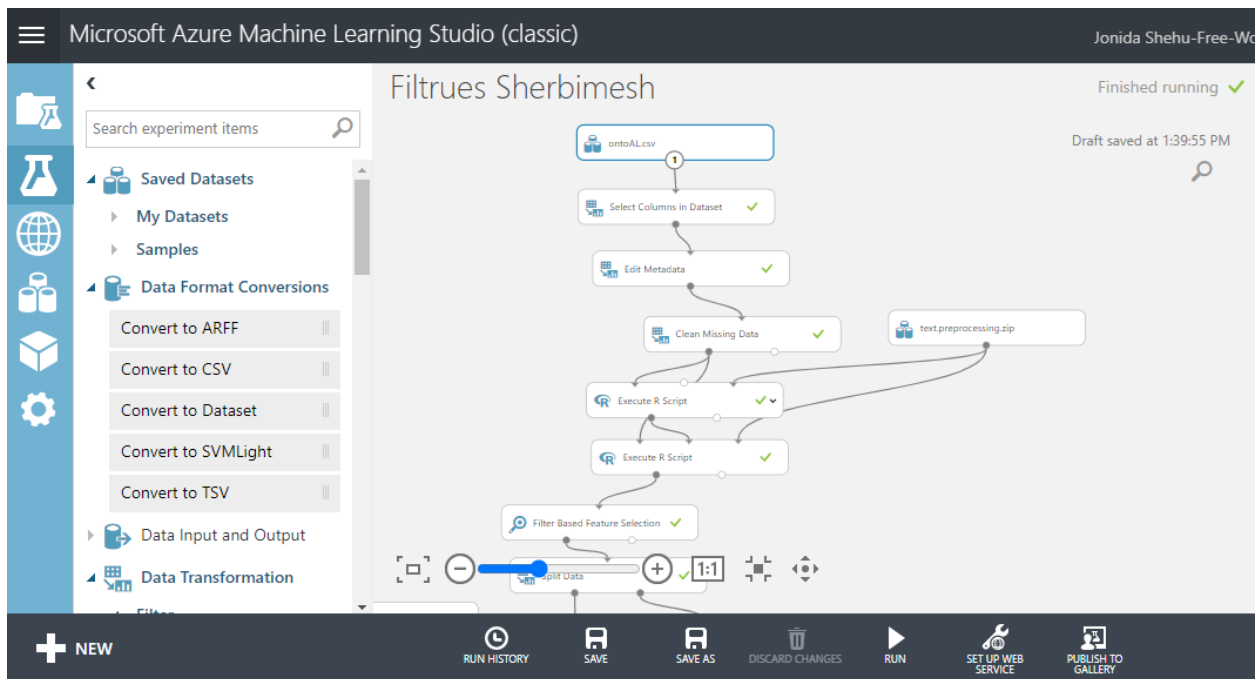 Microsoft Azure Machine Learning Studio (classic)
Jonida Shehu-Free-Wo
Search experiment items
Saved Datasets
My Datasets
Samples
Data Format Conversions
Convert to ARFF
Convert to CSV
Convert to Dataset
Convert to SVMLight
Convert to TSV
Data Input and Output
Data Transformation
Filter
Filtrues Sherbimesh
Finished running
Draft saved at 1:39:55 PM
ontoAL.csv
1
Select Columns in Dataset
Edit Metadata
Clean Missing Data
text.preprocessing.zip
Execute R Script
Execute R Script
Filter Based Feature Selection
Split Data
1:1
NEW
RUN HISTORY
SAVE
SAVE AS
DISCARD CHANGES
RUN
SET UP WEB
SERVICE
PUBLISH TO
GALLERY